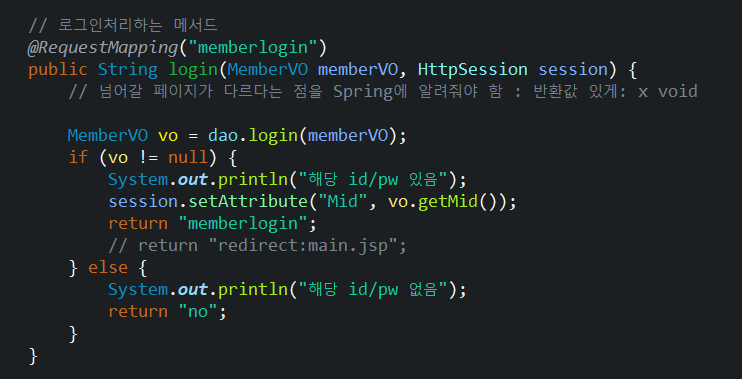 // 로그인처리하는 메서드
@RequestMapping("memberlogin")
public String login(MemberVO memberVO, HttpSession session) {
// 넘어갈 페이지가 다르다는 점을 Spring에 알려줘야 함 : 반환값 있게: x void
MemberVO vo = dao.login(memberVO);
if (vo != null) {
System.out.println("해당 id/pw 있음");
session.setAttribute("Mid", vo.getMid());
return "memberlogin";
// return "redirect:main.jsp";
} else {
System.out.println("해당 id/pw 없음");
return "no";
}
}